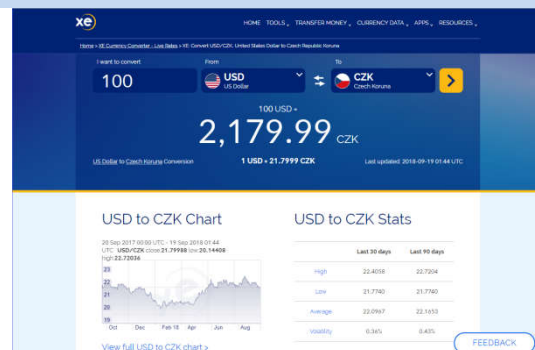 xe
HOME TOOLS TRANSFER MONEY CURRENCY DATA APPS RESOURCES
Home > XE Currency Converter - Live Rates > XE: Convert USD/CZK. United States Dollar to Czech Republic Koruna
I want to convert From To
100 USD CZK
US Dollar Czech Koruna
100 USD =
2,179.99 CZK
US Dollar to Czech Koruna Conversion 1 USD = 21.7999 CZK Last updated 2018-09-19 01:44 UTC
USD to CZK Chart USD to CZK Stats
20 Sep 2017 00:00 UTC - 19 Sep 2018 01:44
UTC USD/CZK close:21.79988 low:20.14408
high:22.72036
Last 30 days Last 90 days
23
22
21
20
19
Oct Dec Feb 18 Apr Jun Aug
High 22.4058 22.7204
Low 21.7740 21.7740
Average 22.0967 22.1653
Volatility 0.36% 0.43%
View full USD to CZK chart >
FEEDBACK